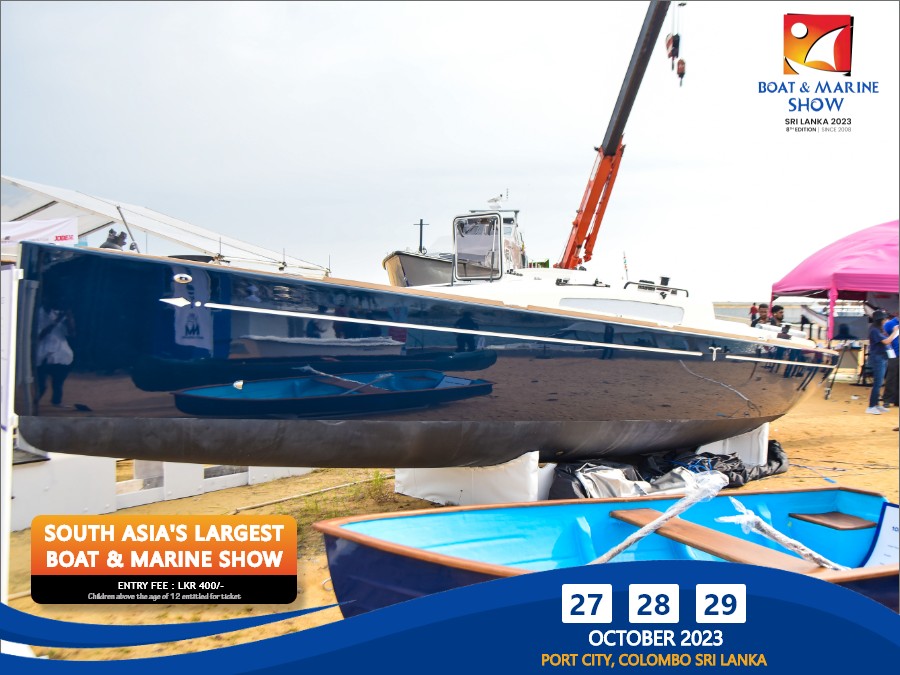 BOAT & MARINE
SHOW
SRI LANKA 2023
8TH EDITION | SINCE 2008
SOUTH ASIA'S LARGEST
BOAT & MARINE SHOW
ENTRY FEE : LKR 400/-
Children above the age of 12 entitled for ticket
27 28 29
OCTOBER 2023
PORT CITY, COLOMBO SRI LANKA